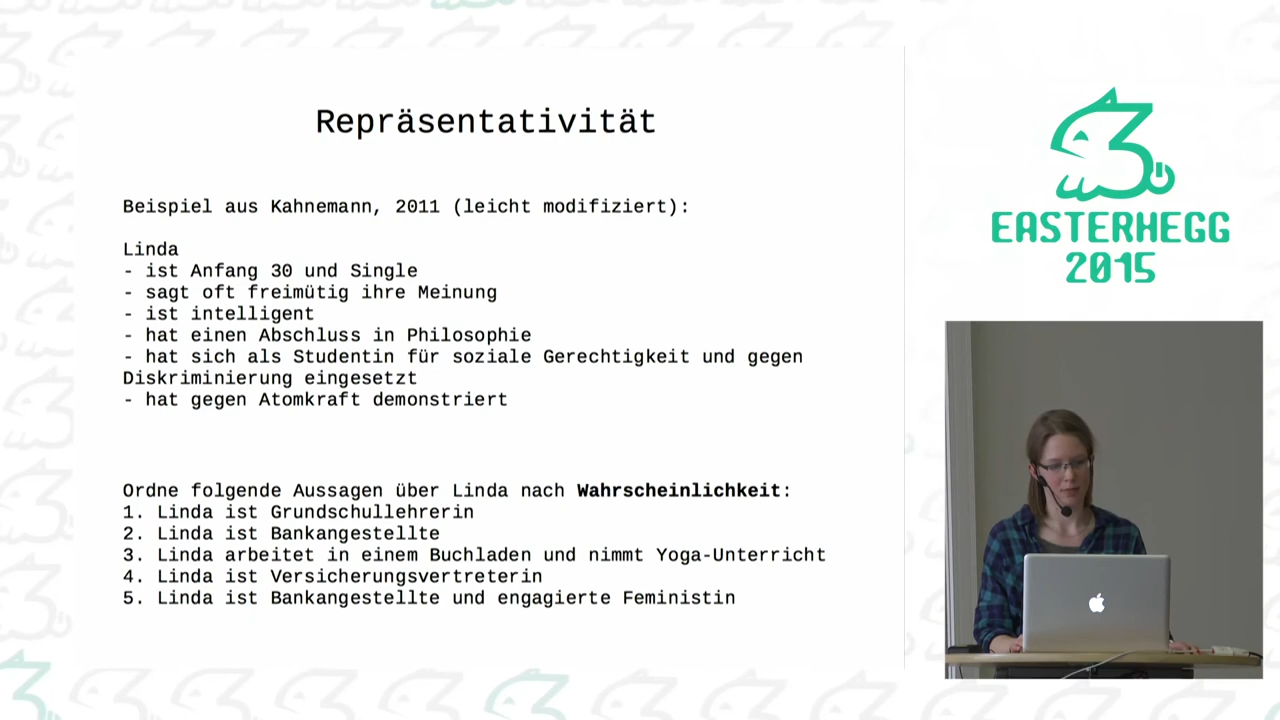 Repräsentativität
Beispiel aus Kahnemann, 2011 (leicht modifiziert):
Linda
- ist Anfang 30 und Single
- sagt oft freimütig ihre Meinung
- ist intelligent
- hat einen Abschluss in Philosophie
- hat sich als Studentin für soziale Gerechtigkeit und gegen
Diskriminierung eingesetzt
- hat gegen Atomkraft demonstriert
Ordne folgende Aussagen über Linda nach Wahrscheinlichkeit:
1. Linda ist Grundschullehrerin
2. Linda ist Bankangestellte
3. Linda arbeitet in einem Buchladen und nimmt Yoga-Unterricht
4. Linda ist Versicherungsvertreterin
5. Linda ist Bankangestellte und engagierte Feministin
EASTERHEGG
2015